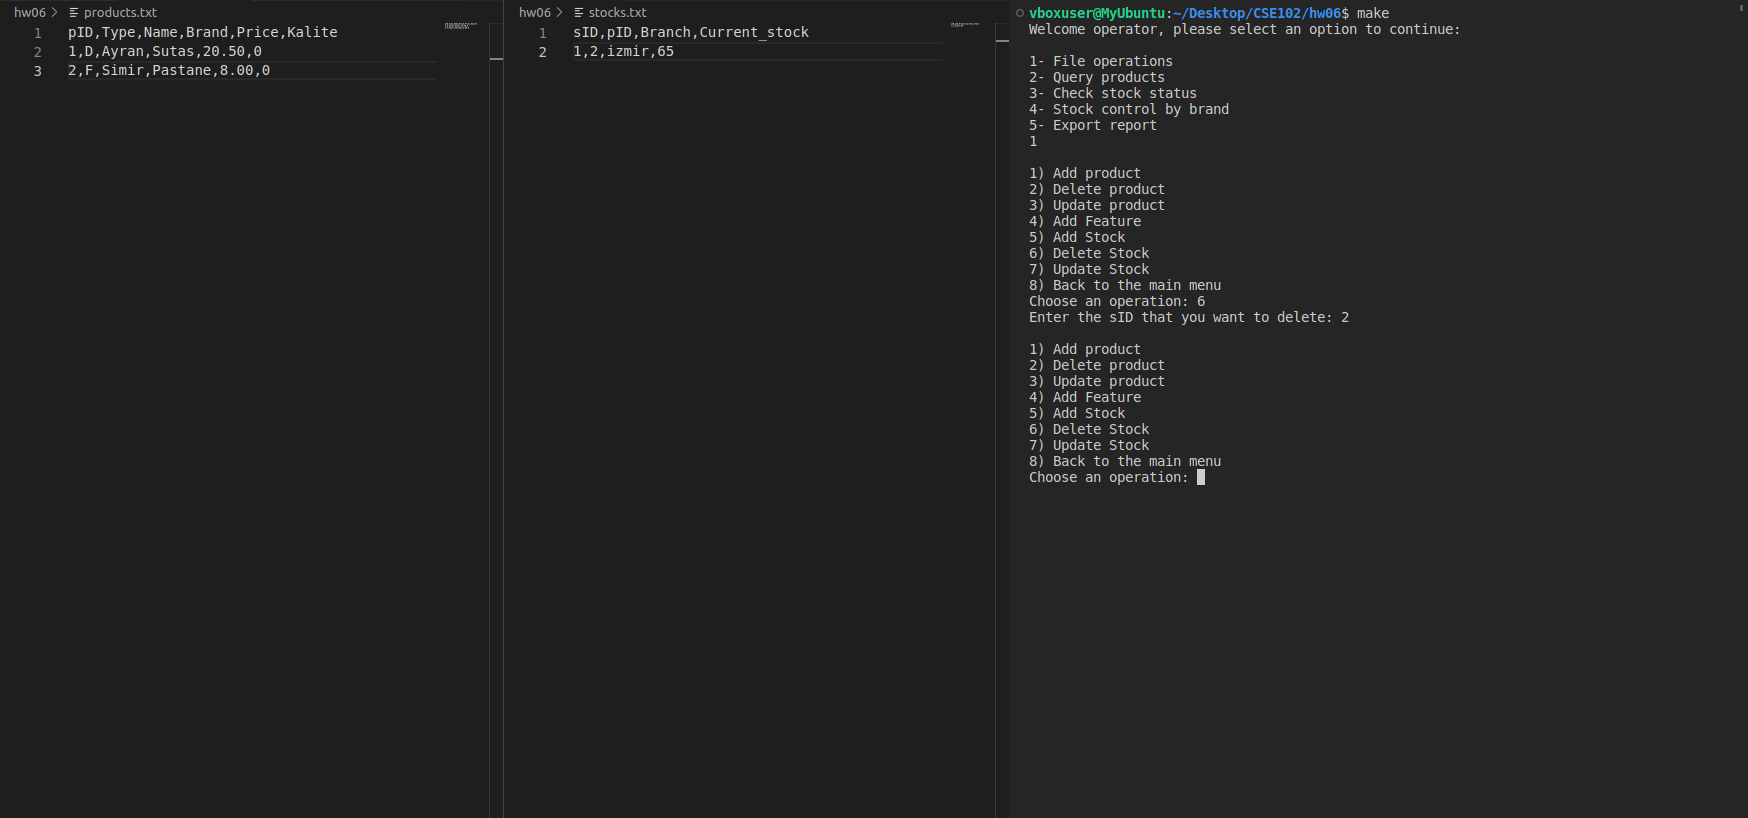 hw06 > products.txt
1 pID,Type,Name,Brand,Price,Kalite
2 1,D,Ayran,Sutas,20.50,0
3 2,F,Simir,Pastane,8.00,0
hw06 > stocks.txt
1 sID,pID,Branch,Current_stock
2 1,2,izmir,65
vboxuser@MyUbuntu:~/Desktop/CSE102/hw06$ make
Welcome operator, please select an option to continue:
1- File operations
2- Query products
3- Check stock status
4- Stock control by brand
5- Export report
1
1) Add product
2) Delete product
3) Update product
4) Add Feature
5) Add Stock
6) Delete Stock
7) Update Stock
8) Back to the main menu
Choose an operation: 6
Enter the sID that you want to delete: 2
1) Add product
2) Delete product
3) Update product
4) Add Feature
5) Add Stock
6) Delete Stock
7) Update Stock
8) Back to the main menu
Choose an operation: